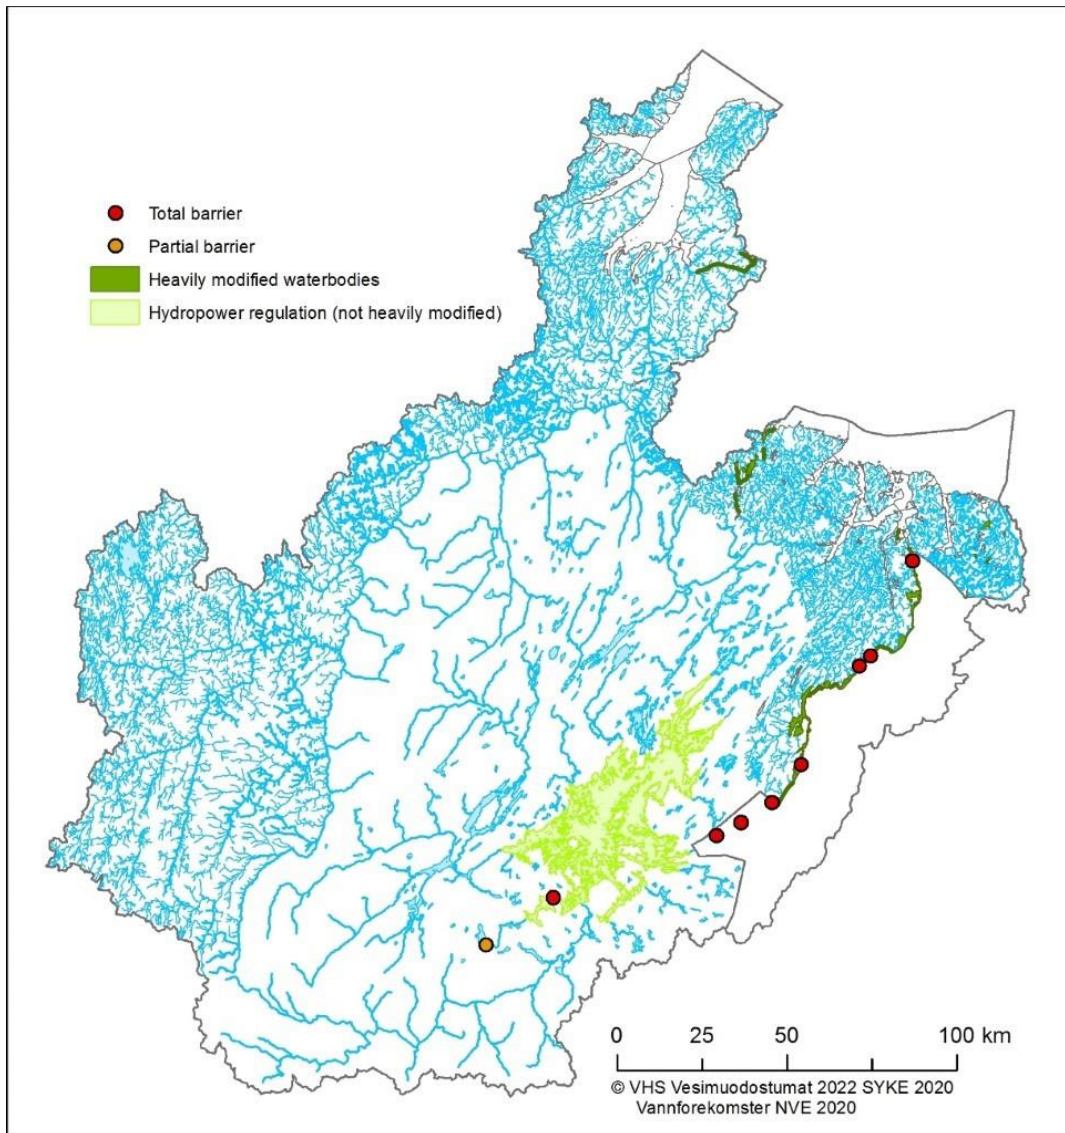 Total barrier
Partial barrier
Heavily modified waterbodies
Hydropower regulation (not heavily modified)
0 25 50 100 km
© VHS Vesimuodostumat 2022 SYKE 2020
Vannforekomster NVE 2020